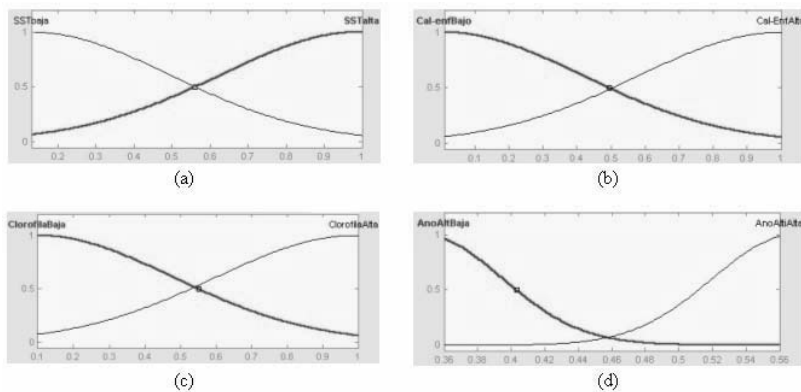 SSTbaja SSTalta
1
0.5
0
0.2 0.3 0.4 0.5 0.6 0.7 0.8 0.9 1
(a)
Cal-enfBajo Cal-EnfAlto
1
0.5
0
0.1 0.2 0.3 0.4 0.5 0.6 0.7 0.8 0.9 1
(b)
ClorofilaBaja ClorofilaAlta
1
0.5
0
0.1 0.2 0.3 0.4 0.5 0.6 0.7 0.8 0.9 1
(c)
AnoAltBaja AnoAltiAlta
1
0.5
0
0.36 0.38 0.4 0.42 0.44 0.46 0.48 0.5 0.52 0.54 0.56
(d)